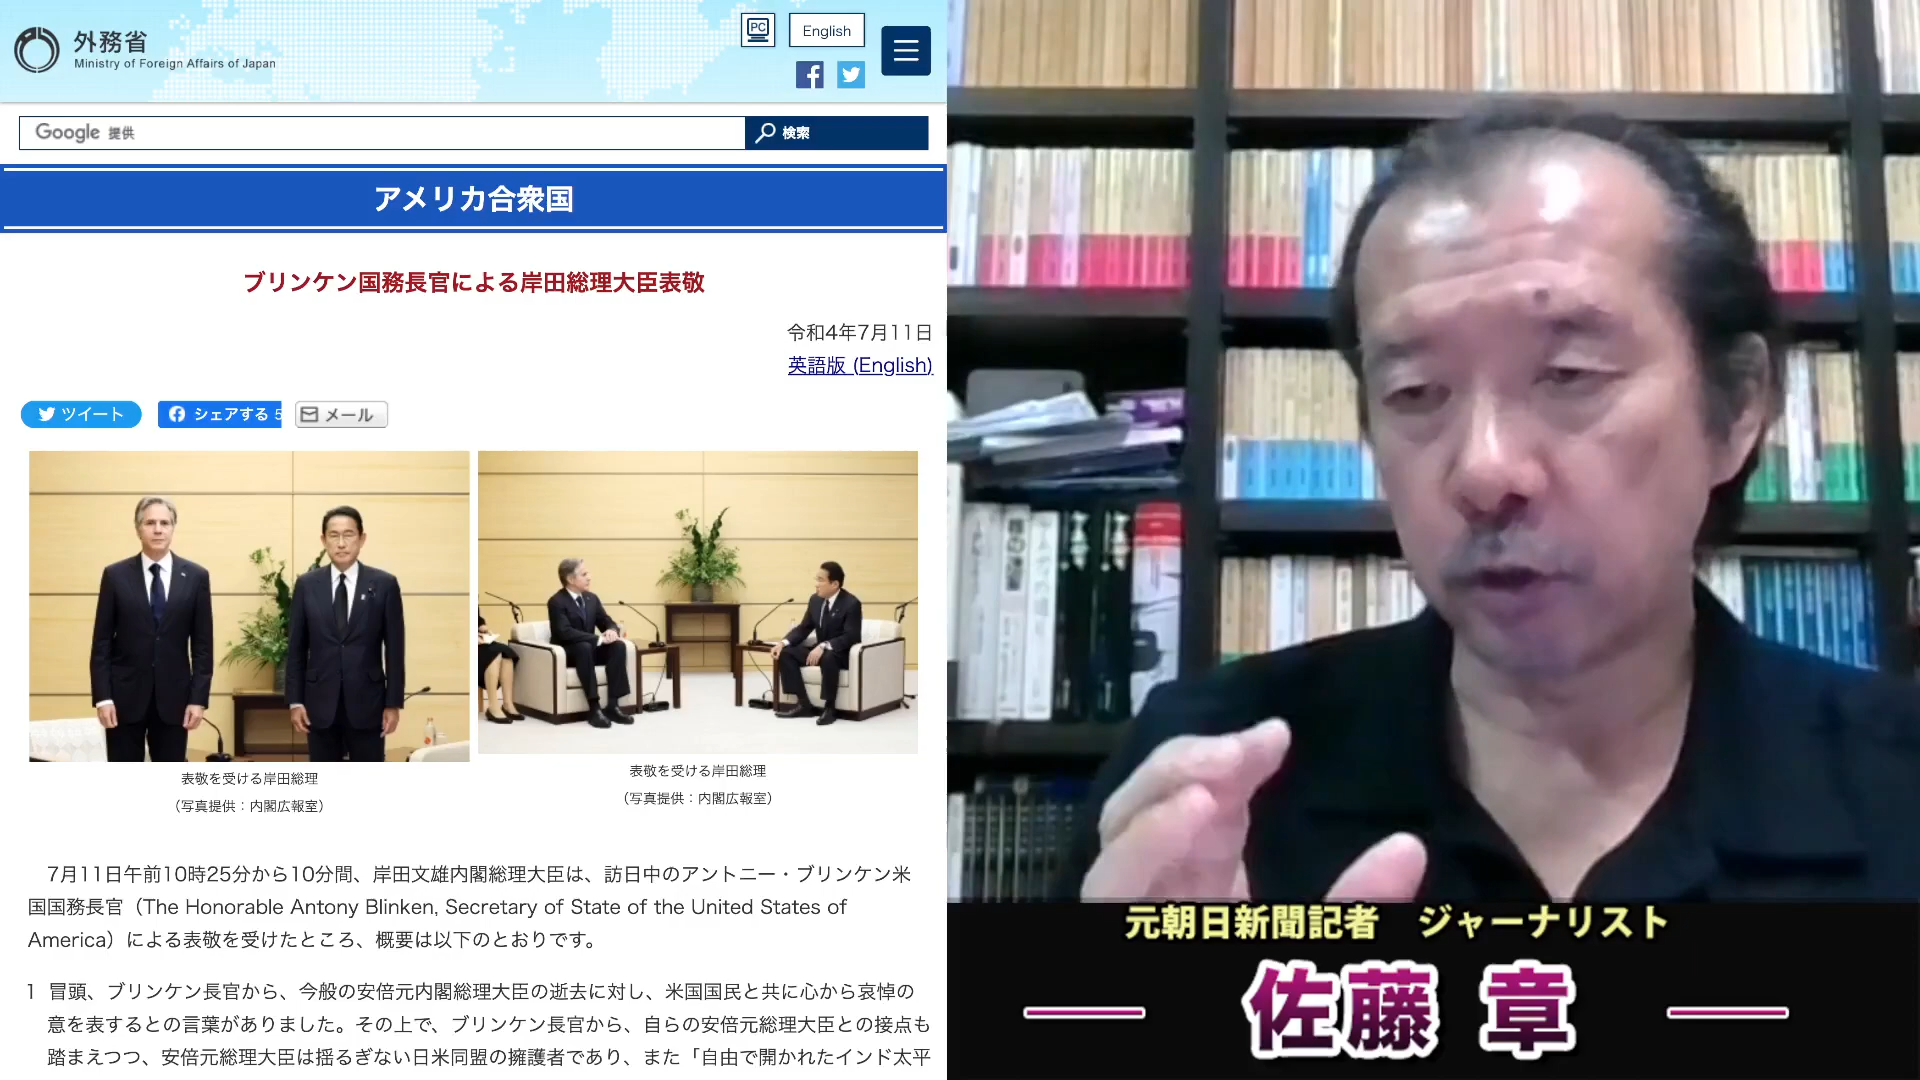 外務省
Ministry of Foreign Affairs of Japan
PC
English
Google 提供
検索
アメリカ合衆国
ブリンケン国務長官による岸田総理大臣表敬
令和4年7月11日
英語版 (English)
ツイート
シェアする 5
メール
表敬を受ける岸田総理
（写真提供：内閣広報室）
表敬を受ける岸田総理
（写真提供：内閣広報室）
7月11日午前10時25分から10分間、岸田文雄内閣総理大臣は、訪日中のアントニー・ブリンケン米
国国務長官（The Honorable Antony Blinken, Secretary of State of the United States of
America）による表敬を受けたところ、概要は以下のとおりです。
1 冒頭、ブリンケン長官から、今般の安倍元内閣総理大臣の逝去に対し、米国国民と共に心から哀悼の
意を表するとの言葉がありました。その上で、ブリンケン長官から、自らの安倍元総理大臣との接点も
踏まえつつ、安倍元総理大臣は揺るぎない日米同盟の擁護者であり、また「自由で開かれたインド太平
元朝日新聞記者　ジャーナリスト
佐藤 章